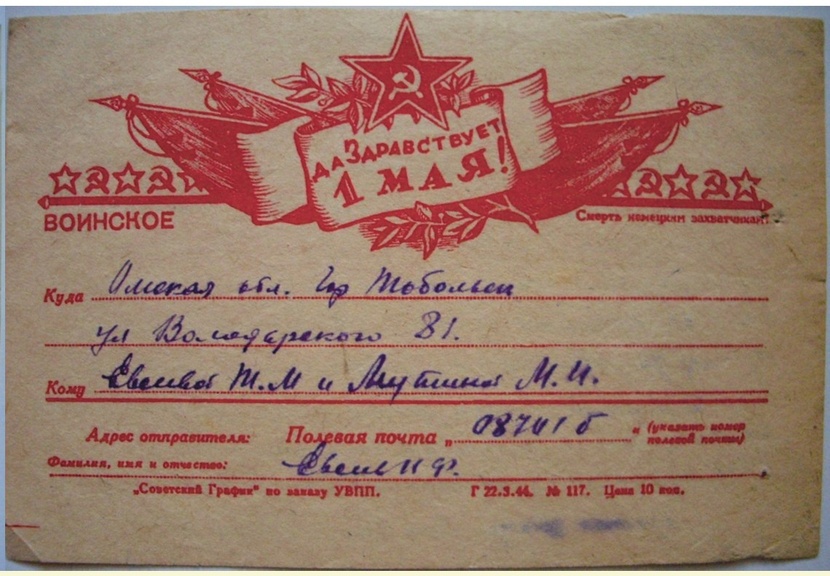 Да Здравствует
1 МАЯ!
ВОИНСКОЕ
Смерть немецким захватчикам!
Куда Омская обл. Гор Тобольск
ул Володарского 81.
Кому Т.М и М.И.
Адрес отправителя: Полевая почта „ 08741 б “ (указать номер полевой почты)
Фамилия, имя и отчество: И Ф.
„Советский График“ по заказу УВПП. Г 22.3.44. № 117. Цена 10 коп.